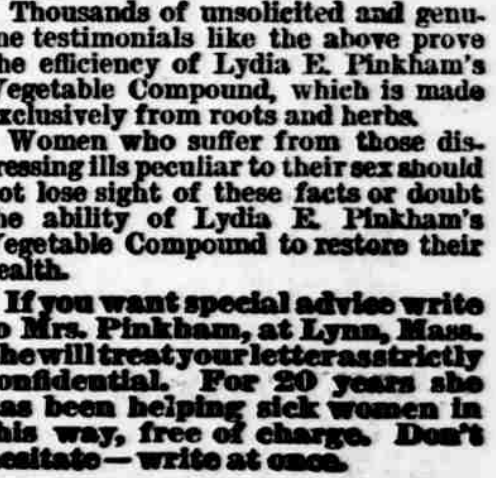 Thousands of unsolicited and genu-
ne testimonials like the above prove
he efficiency of Lydia E. Pinkham's
Vegetable Compound, which is made
xclusively from roots and herbs.
Women who suffer from those dis-
ressing ills peculiar to their sex should
ot lose sight of these facts or doubt
he ability of Lydia E. Pinkham's
Vegetable Compound to restore their
ealth.
If you want special advice write
o Mrs. Pinkham, at Lynn, Mass.
he will treat your letter as strictly
onfidential. For 20 years she
as been helping sick women in
his way, free of charge. Don't
esitate—write at once.